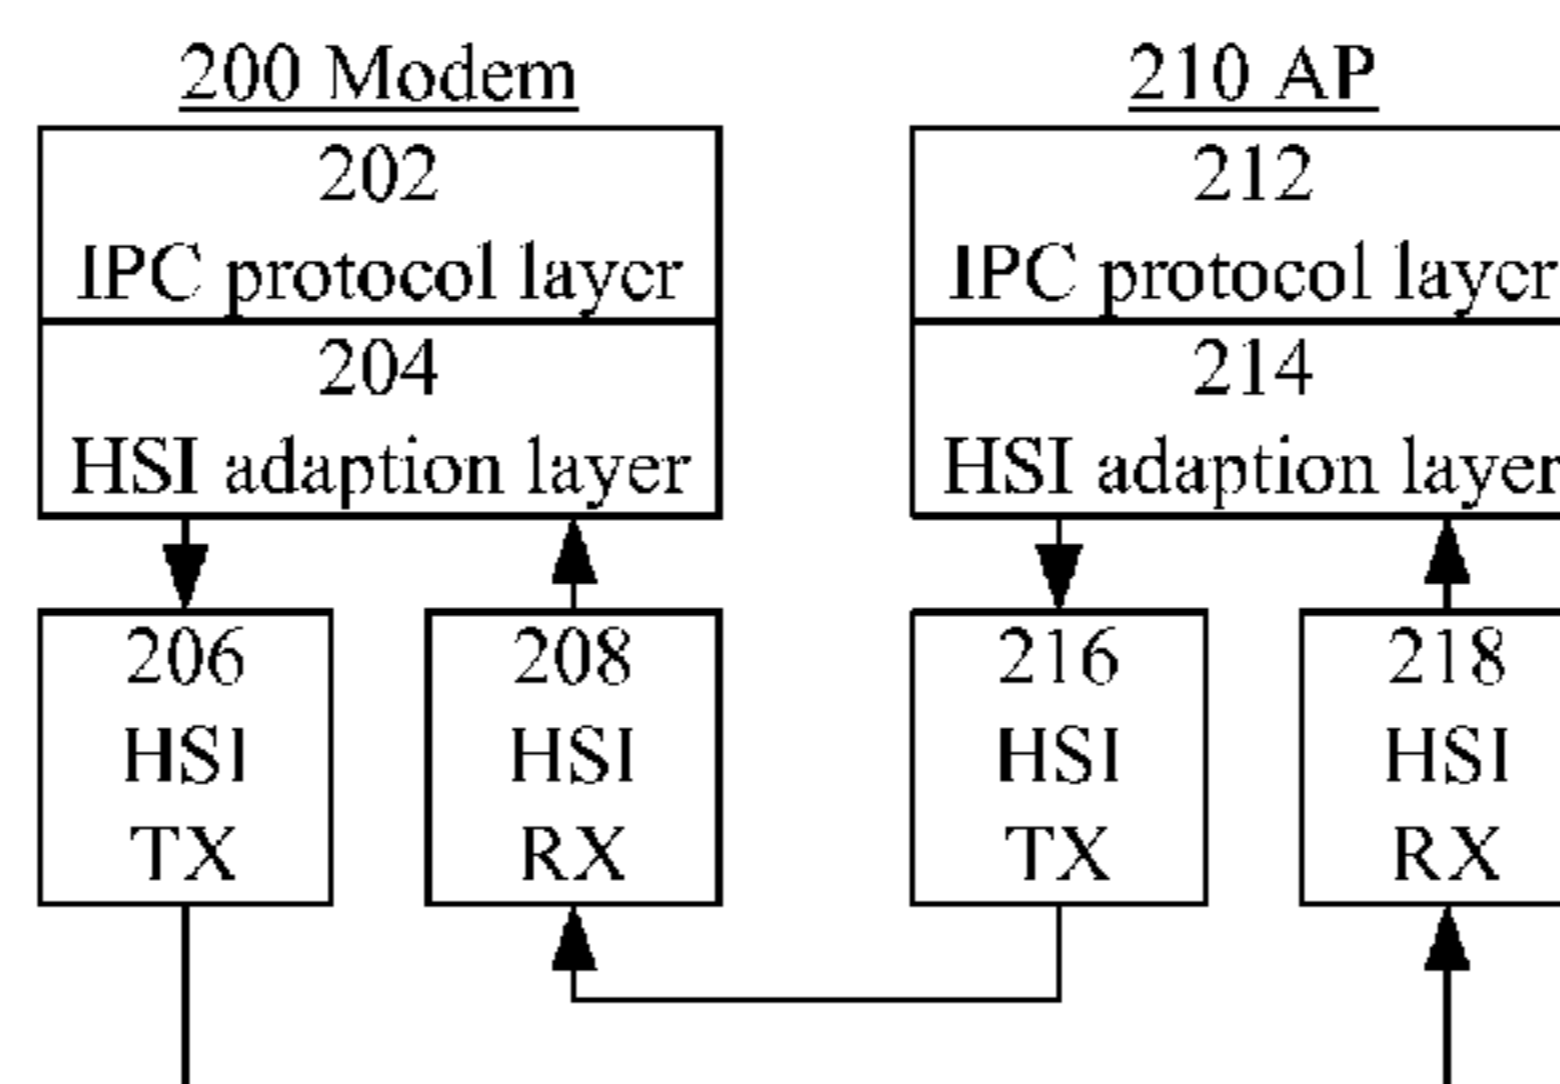 200 Modem
210 AP
202
IPC protocol layer
212
IPC protocol layer
204
HSI adaption layer
214
HSI adaption layer
206
HSI
TX
208
HSI
RX
216
HSI
TX
218
HSI
RX